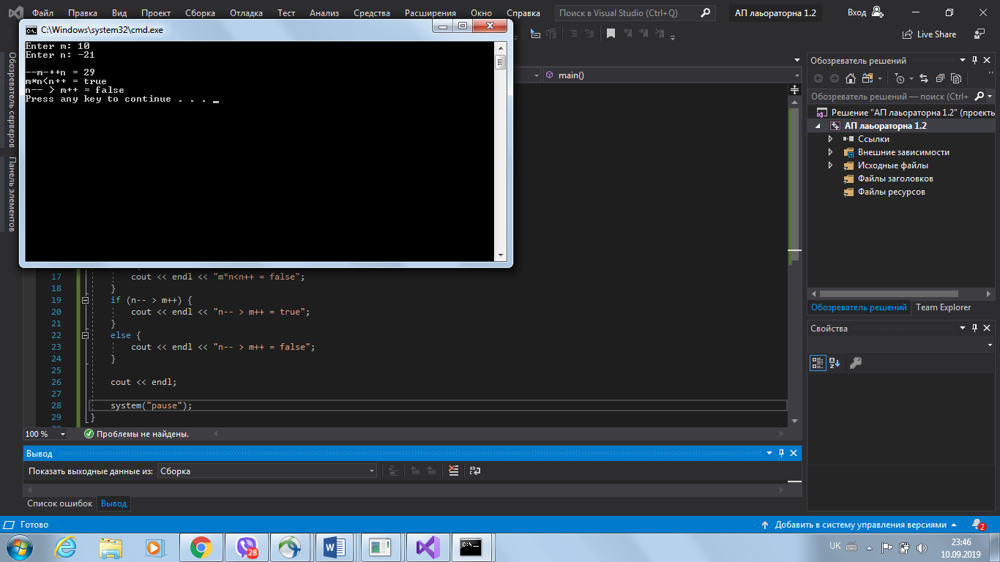 Файл Правка Вид Проект Сборка Отладка Тест Анализ Средства Расширения Окно Справка Поиск в Visual Studio (Ctrl+Q) АП лаьораторна 1.2 Вход
Live Share
C:\Windows\system32\cmd.exe
Enter m: 10
Enter n: -21
--m-++n = 29
m*n<n++ = true
n-- > m++ = false
Press any key to continue . . .
Обозреватель серверов
Панель элементов
main()
17 cout << endl << "m*n<n++ = false";
18 }
19 if (n-- > m++) {
20 cout << endl << "n-- > m++ = true";
21 }
22 else {
23 cout << endl << "n-- > m++ = false";
24 }
25
26 cout << endl;
27
28 system("pause");
29 }
100 % Проблемы не найдены.
Вывод
Показать выходные данные из: Сборка
Список ошибок Вывод
Обозреватель решений
Обозреватель решений — поиск (Ctrl+
Решение "АП лаьораторна 1.2" (проекты
АП лаьораторна 1.2
Ссылки
Внешние зависимости
Исходные файлы
Файлы заголовков
Файлы ресурсов
Обозреватель решений Team Explorer
Свойства
Готово Добавить в систему управления версиями 2
28
UK 23:46
10.09.2019